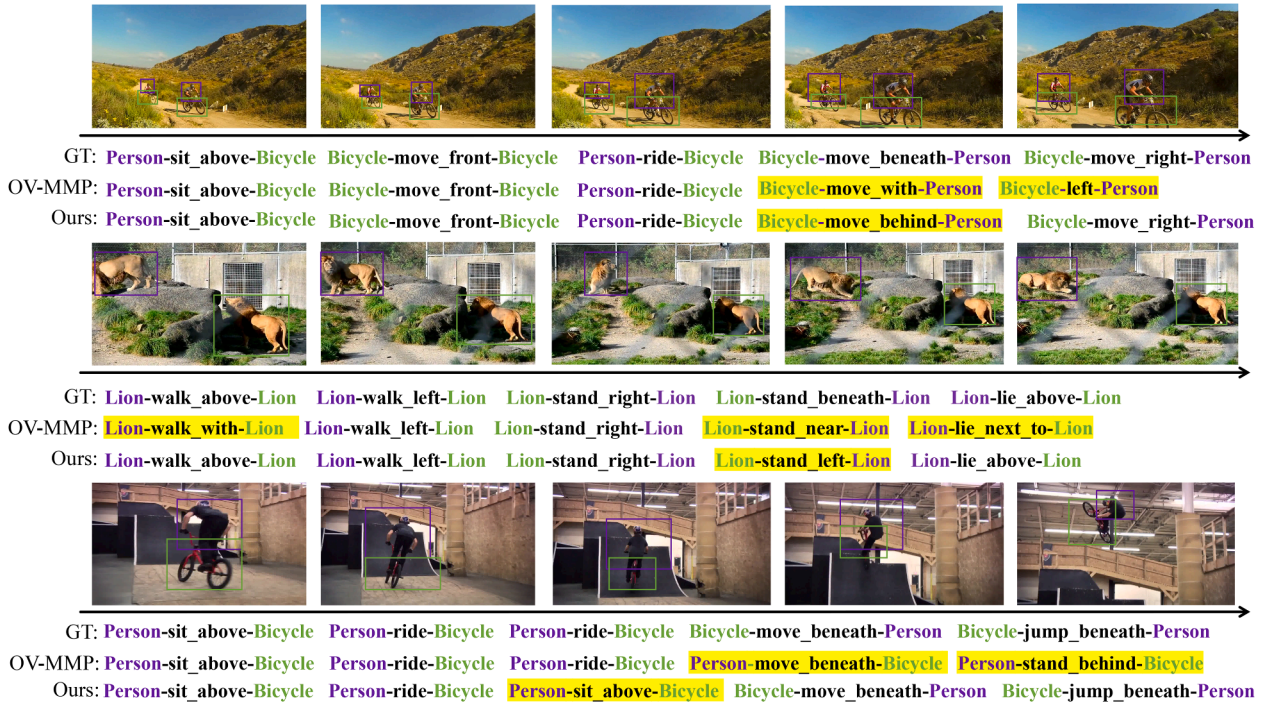 GT: Person-sit_above-Bicycle Bicycle-move_front-Bicycle Person-ride-Bicycle Bicycle-move_beneath-Person Bicycle-move_right-Person
OV-MMP: Person-sit_above-Bicycle Bicycle-move_front-Bicycle Person-ride-Bicycle Bicycle-move_with-Person Bicycle-left-Person
Ours: Person-sit_above-Bicycle Bicycle-move_front-Bicycle Person-ride-Bicycle Bicycle-move_behind-Person Bicycle-move_right-Person
GT: Lion-walk_above-Lion Lion-walk_left-Lion Lion-stand_right-Lion Lion-stand_beneath-Lion Lion-lie_above-Lion
OV-MMP: Lion-walk_with-Lion Lion-walk_left-Lion Lion-stand_right-Lion Lion-stand_near-Lion Lion-lie_next_to-Lion
Ours: Lion-walk_above-Lion Lion-walk_left-Lion Lion-stand_right-Lion Lion-stand_left-Lion Lion-lie_above-Lion
GT: Person-sit_above-Bicycle Person-ride-Bicycle Person-ride-Bicycle Bicycle-move_beneath-Person Bicycle-jump_beneath-Person
OV-MMP: Person-sit_above-Bicycle Person-ride-Bicycle Person-ride-Bicycle Person-move_beneath-Bicycle Person-stand_behind-Bicycle
Ours: Person-sit_above-Bicycle Person-ride-Bicycle Person-sit_above-Bicycle Bicycle-move_beneath-Person Bicycle-jump_beneath-Person